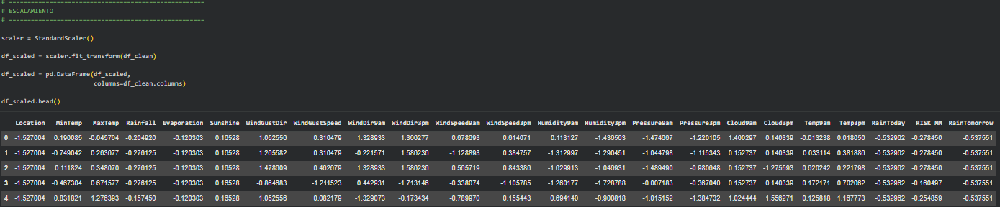 # =====================================================
# ESCALAMIENTO
# =====================================================
scaler = StandardScaler()
df_scaled = scaler.fit_transform(df_clean)
df_scaled = pd.DataFrame(df_scaled,
columns=df_clean.columns)
df_scaled.head()
Location MinTemp MaxTemp Rainfall Evaporation Sunshine WindGustDir WindGustSpeed WindDir9am WindDir3pm WindSpeed9am WindSpeed3pm Humidity9am Humidity3pm Pressure9am Pressure3pm Cloud9am Cloud3pm Temp9am Temp3pm RainToday RISK_MM RainTomorrow
0 -1.527004 0.190085 -0.045764 -0.204920 -0.120303 0.16528 1.052556 0.310479 1.328933 1.366277 0.678693 0.614071 0.113127 -1.436563 -1.474667 -1.220105 1.460297 0.140339 -0.013238 0.018050 -0.532962 -0.278450 -0.537551
1 -1.527004 -0.749042 0.263677 -0.276125 -0.120303 0.16528 1.265582 0.310479 -0.221571 1.586236 -1.128893 0.384757 -1.312997 -1.290451 -1.044798 -1.115343 0.152737 0.140339 0.033114 0.381886 -0.532962 -0.278450 -0.537551
2 -1.527004 0.111824 0.348070 -0.276125 -0.120303 0.16528 1.478609 0.462679 1.328933 1.586236 0.565719 0.843386 -1.629913 -1.046931 -1.489490 -0.980648 0.152737 -1.275593 0.620242 0.221798 -0.532962 -0.278450 -0.537551
3 -1.527004 -0.467304 0.671577 -0.276125 -0.120303 0.16528 -0.864683 -1.211523 0.442931 -1.713146 -0.338074 -1.105785 -1.260177 -1.728788 -0.007183 -0.367040 0.152737 0.140339 0.172171 0.702062 -0.532962 -0.160497 -0.537551
4 -1.527004 0.831821 1.276393 -0.157450 -0.120303 0.16528 1.052556 0.082179 -1.329073 -0.173434 -0.789970 0.155443 0.694140 -0.900818 -1.015152 -1.384732 1.024444 1.556271 0.125818 1.167773 -0.532962 -0.254859 -0.537551